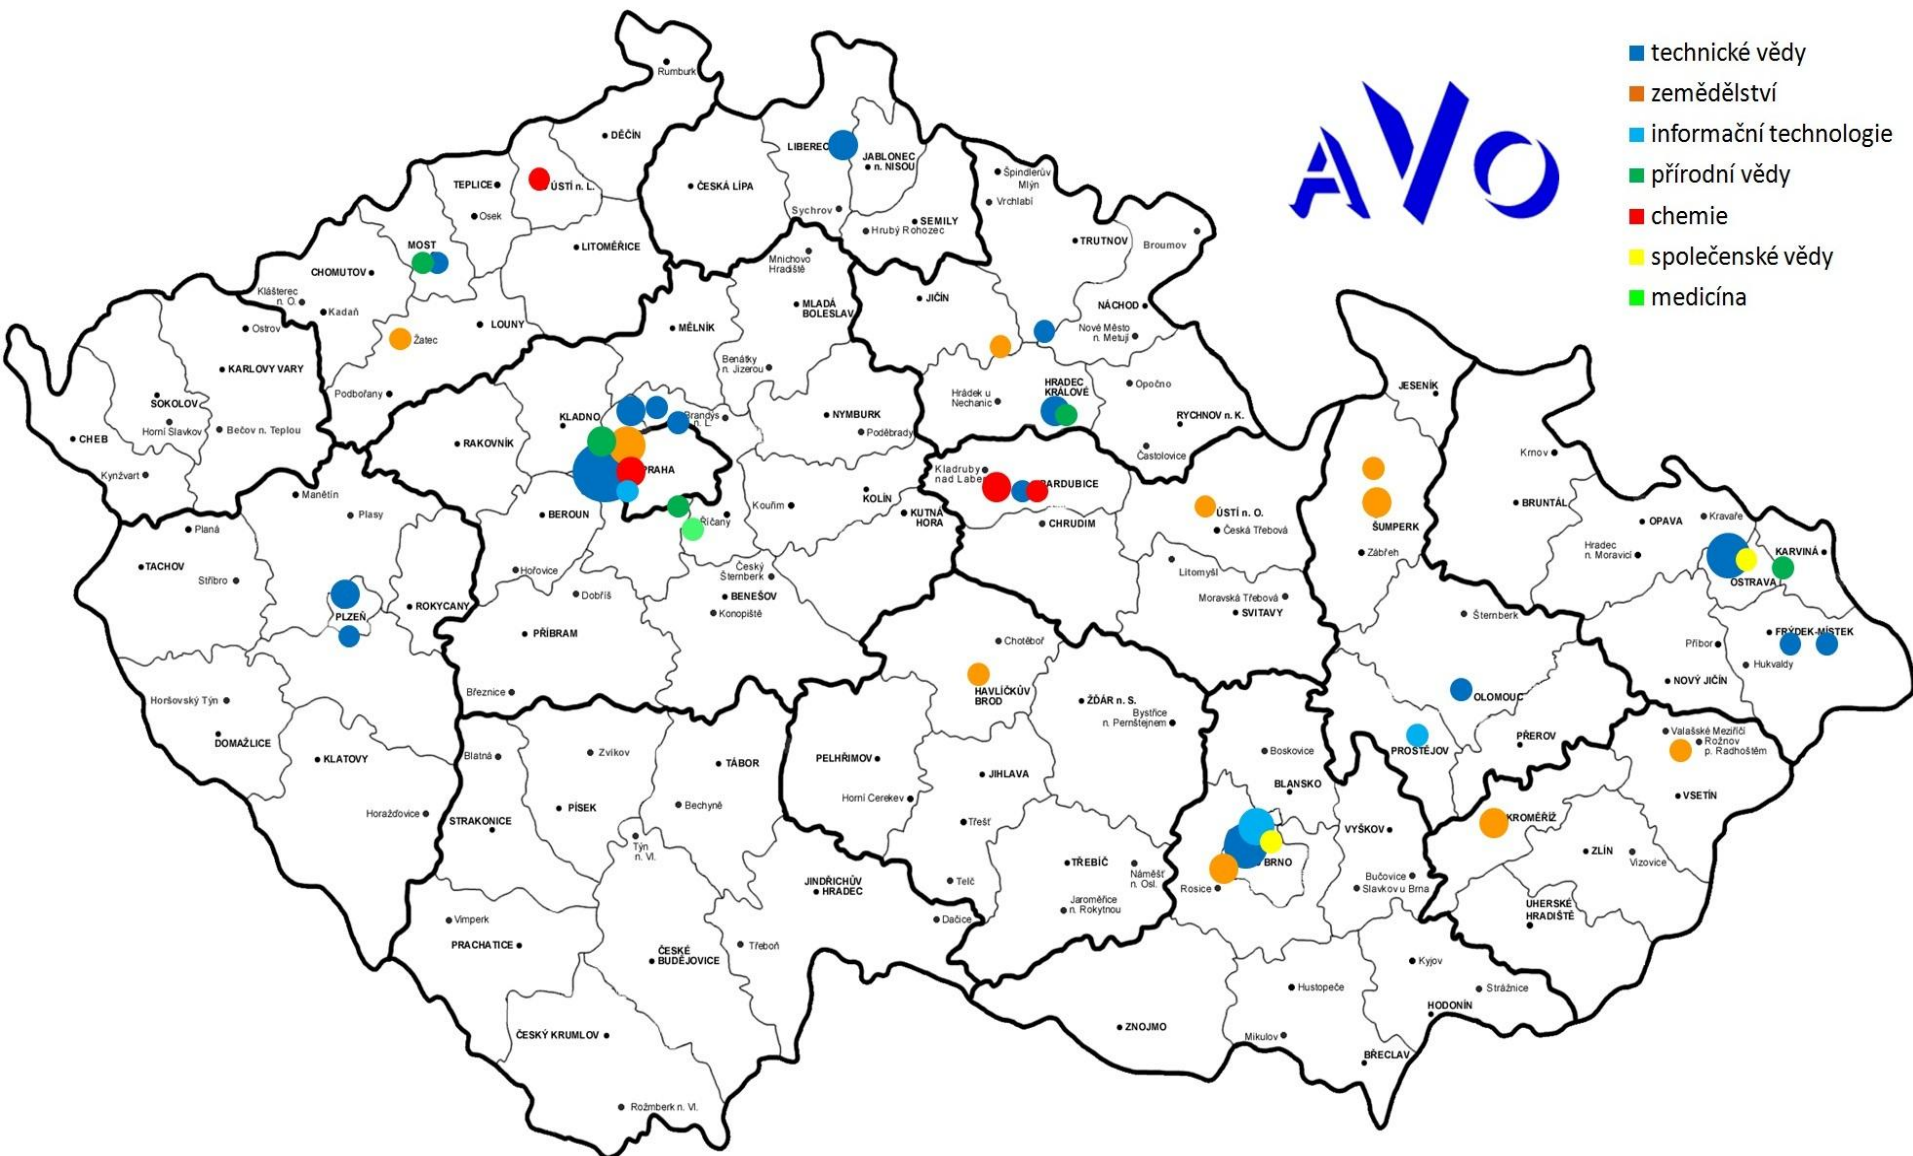 technické vědy
zemědělství
informační technologie
přírodní vědy
chemie
společenské vědy
medicína
AVO
Rumburk
DĚČÍN
LIBEREC
JABLONEC
n. NISOU
TEPLICE
ÚSTÍ n. L.
ČESKÁ LÍPA
Špindlerův
Mlýn
Vrchlabí
Osek
Sychrov
SEMILY
Hrubý Rohozec
TRUTNOV
Broumov
MOST
LITOMĚŘICE
Mnichovo
Hradiště
CHOMUTOV
Klášterec
n. O.
Kadaň
JIČÍN
MLADÁ
BOLESLAV
NÁCHOD
Nové Město
n. Metují
Ostrov
LOUNY
MĚLNÍK
Žatec
KARLOVY VARY
Benátky
n. Jizerou
Podbořany
SOKOLOV
Horní Slavkov
Bečov n. Teplou
CHEB
Kynžvart
Hrádek u
Nechanic
HRADEC
KRÁLOVÉ
Opočno
RYCHNOV n. K.
Častolovice
JESENÍK
KLADNO
Brandýs
n. L.
NYMBURK
Poděbrady
RAKOVNÍK
PRAHA
Kladruby
nad Labem
PARDUBICE
Krnov
BRUNTÁL
Manětín
Plasy
BEROUN
Říčany
Kouřim
KOLÍN
KUTNÁ
HORA
CHRUDIM
ÚSTÍ n. O.
Česká Třebová
ŠUMPERK
Zábřeh
OPAVA
Kravaře
Hradec
n. Moravicí
KARVINÁ
OSTRAVA
Planá
TACHOV
Stříbro
Hořovice
Dobříš
Český
Šternberk
BENEŠOV
Konopiště
Litomyšl
Moravská Třebová
SVITAVY
Šternberk
PLZEŇ
ROKYCANY
PŘÍBRAM
Chotěboř
FRÝDEK-MÍSTEK
Příbor
Hukvaldy
NOVÝ JIČÍN
Horšovský Týn
Březnice
HAVLÍČKŮV
BROD
ŽĎÁR n. S.
Bystřice
n. Pernštejnem
OLOMOUC
DOMAŽLICE
KLATOVY
Blatná
Zvíkov
TÁBOR
PELHŘIMOV
JIHLAVA
Boskovice
BLANSKO
PROSTĚJOV
PŘEROV
Valašské Meziříčí
Rožnov
p. Radhoštěm
VSETÍN
Horažďovice
STRAKONICE
PÍSEK
Bechyně
Horní Cerekev
Třešť
VYŠKOV
KROMĚŘÍŽ
Týn
n. Vl.
TŘEBÍČ
Náměšť
n. Osl.
BRNO
Rosice
ZLÍN
Vizovice
JINDŘICHŮV
HRADEC
Telč
Bučovice
Slavkov u Brna
Jaroměřice
n. Rokytnou
UHERSKÉ
HRADIŠTĚ
Vimperk
PRACHATICE
Dačice
Třeboň
ČESKÉ
BUDĚJOVICE
Kyjov
Hustopeče
Strážnice
HODONÍN
ČESKÝ KRUMLOV
ZNOJMO
Mikulov
BŘECLAV
Rožmberk n. Vl.